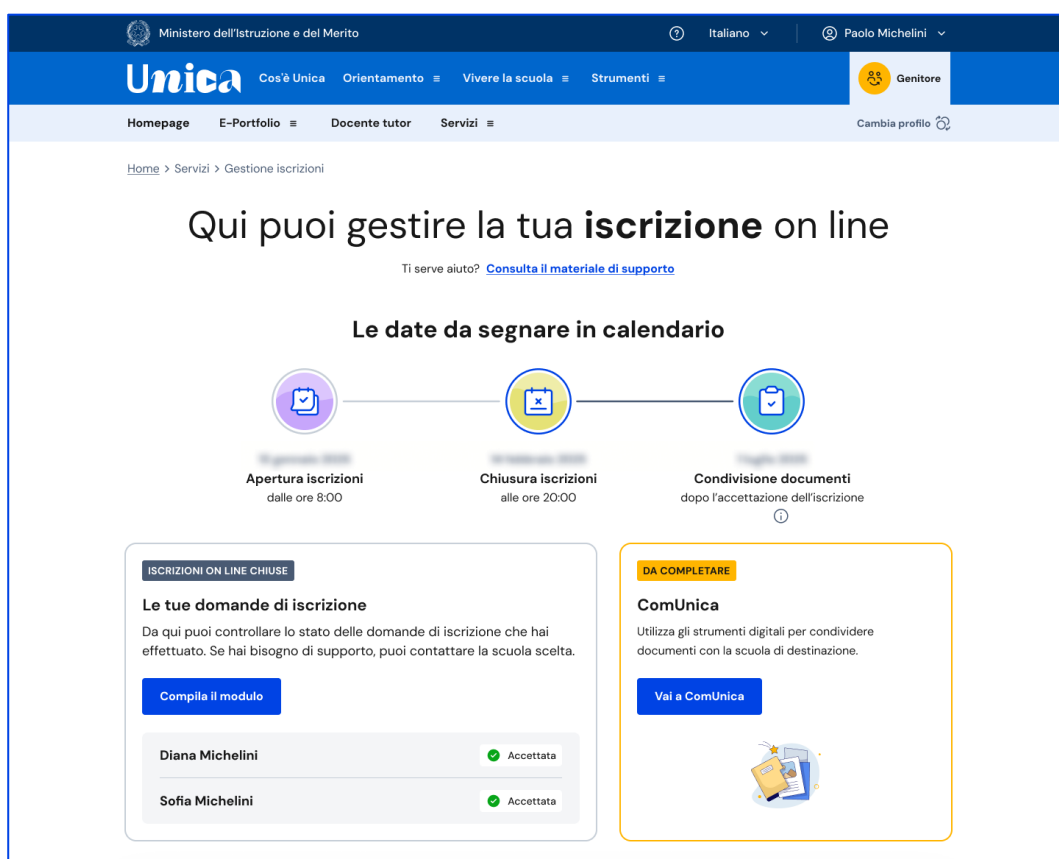 Ministero dell'Istruzione e del Merito
Italiano
Paolo Michelini
Unica
Cos'è Unica
Orientamento
Vivere la scuola
Strumenti
Genitore
Homepage
E-Portfolio
Docente tutor
Servizi
Cambia profilo
Home > Servizi > Gestione iscrizioni
Qui puoi gestire la tua iscrizione on line
Ti serve aiuto? Consulta il materiale di supporto
Le date da segnare in calendario
Apertura iscrizioni
dalle ore 8:00
Chiusura iscrizioni
alle ore 20:00
Condivisione documenti
dopo l'accettazione dell'iscrizione
ISCRIZIONI ON LINE CHIUSE
Le tue domande di iscrizione
Da qui puoi controllare lo stato delle domande di iscrizione che hai
effettuato. Se hai bisogno di supporto, puoi contattare la scuola scelta.
Compila il modulo
Diana Michelini
Accettata
Sofia Michelini
Accettata
DA COMPLETARE
ComUnica
Utilizza gli strumenti digitali per condividere
documenti con la scuola di destinazione.
Vai a ComUnica